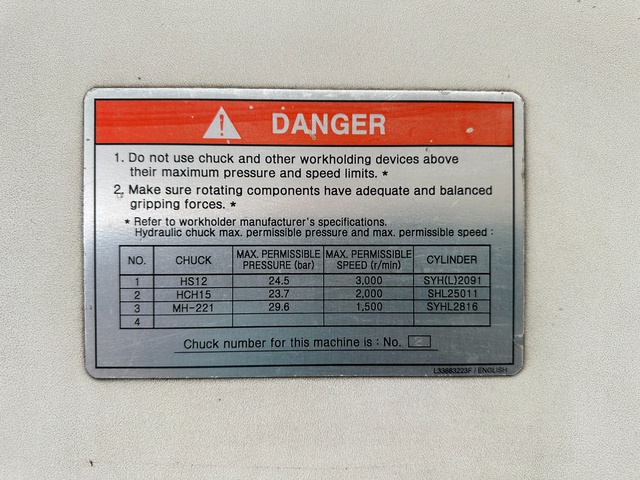 DANGER
1. Do not use chuck and other workholding devices above
their maximum pressure and speed limits. *
2. Make sure rotating components have adequate and balanced
gripping forces. *
* Refer to workholder manufacturer's specifications.
Hydraulic chuck max. permissible pressure and max. permissible speed :
NO. CHUCK MAX. PERMISSIBLE PRESSURE (bar) MAX. PERMISSIBLE SPEED (r/min) CYLINDER
1 HS12 24.5 3,000 SYH(L)2091
2 HCH15 23.7 2,000 SHL25011
3 MH-221 29.6 1,500 SYHL2816
4
Chuck number for this machine is : No. 2
L33883223F / ENGLISH